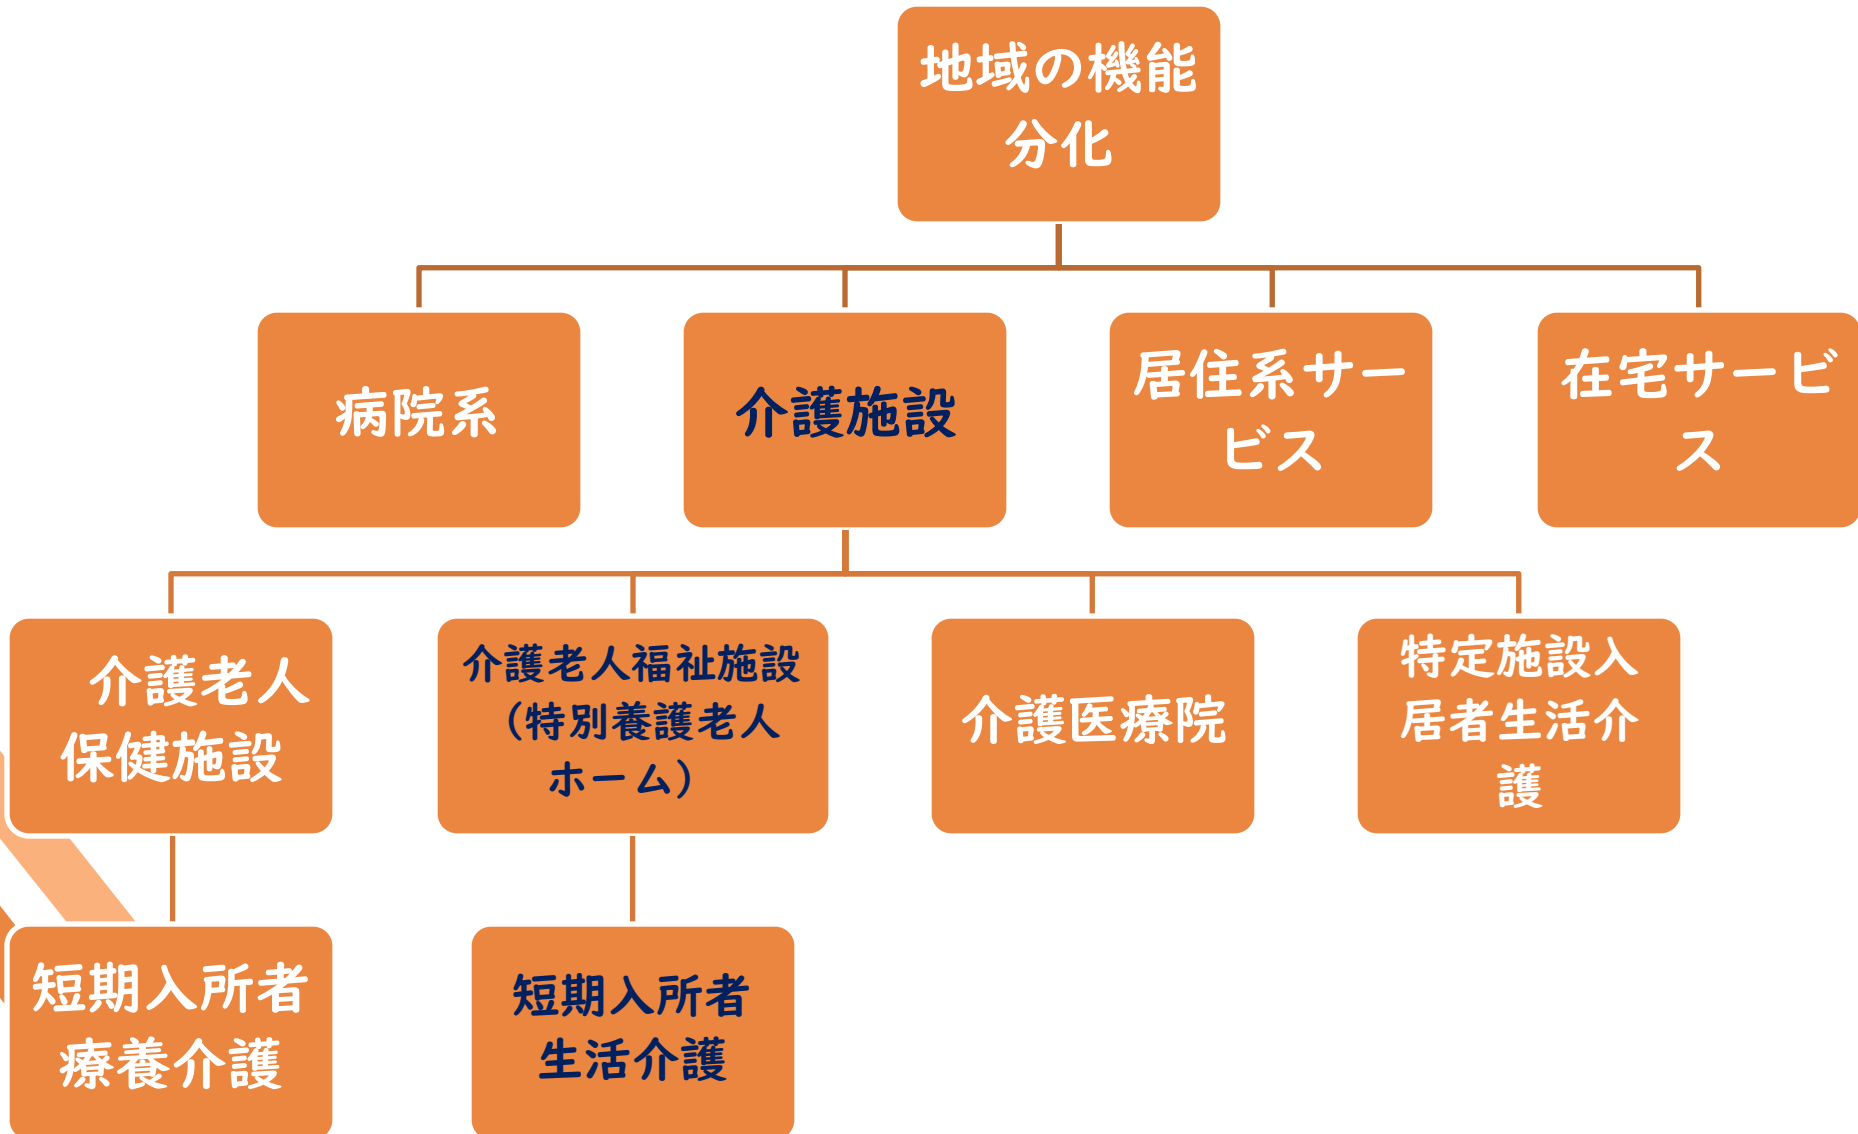 地域の機能
分化
病院系
介護施設
居住系サー
ビス
在宅サービ
ス
介護老人
保健施設
介護老人福祉施設
（特別養護老人
ホーム）
介護医療院
特定施設入
居者生活介
護
短期入所者
療養介護
短期入所者
生活介護